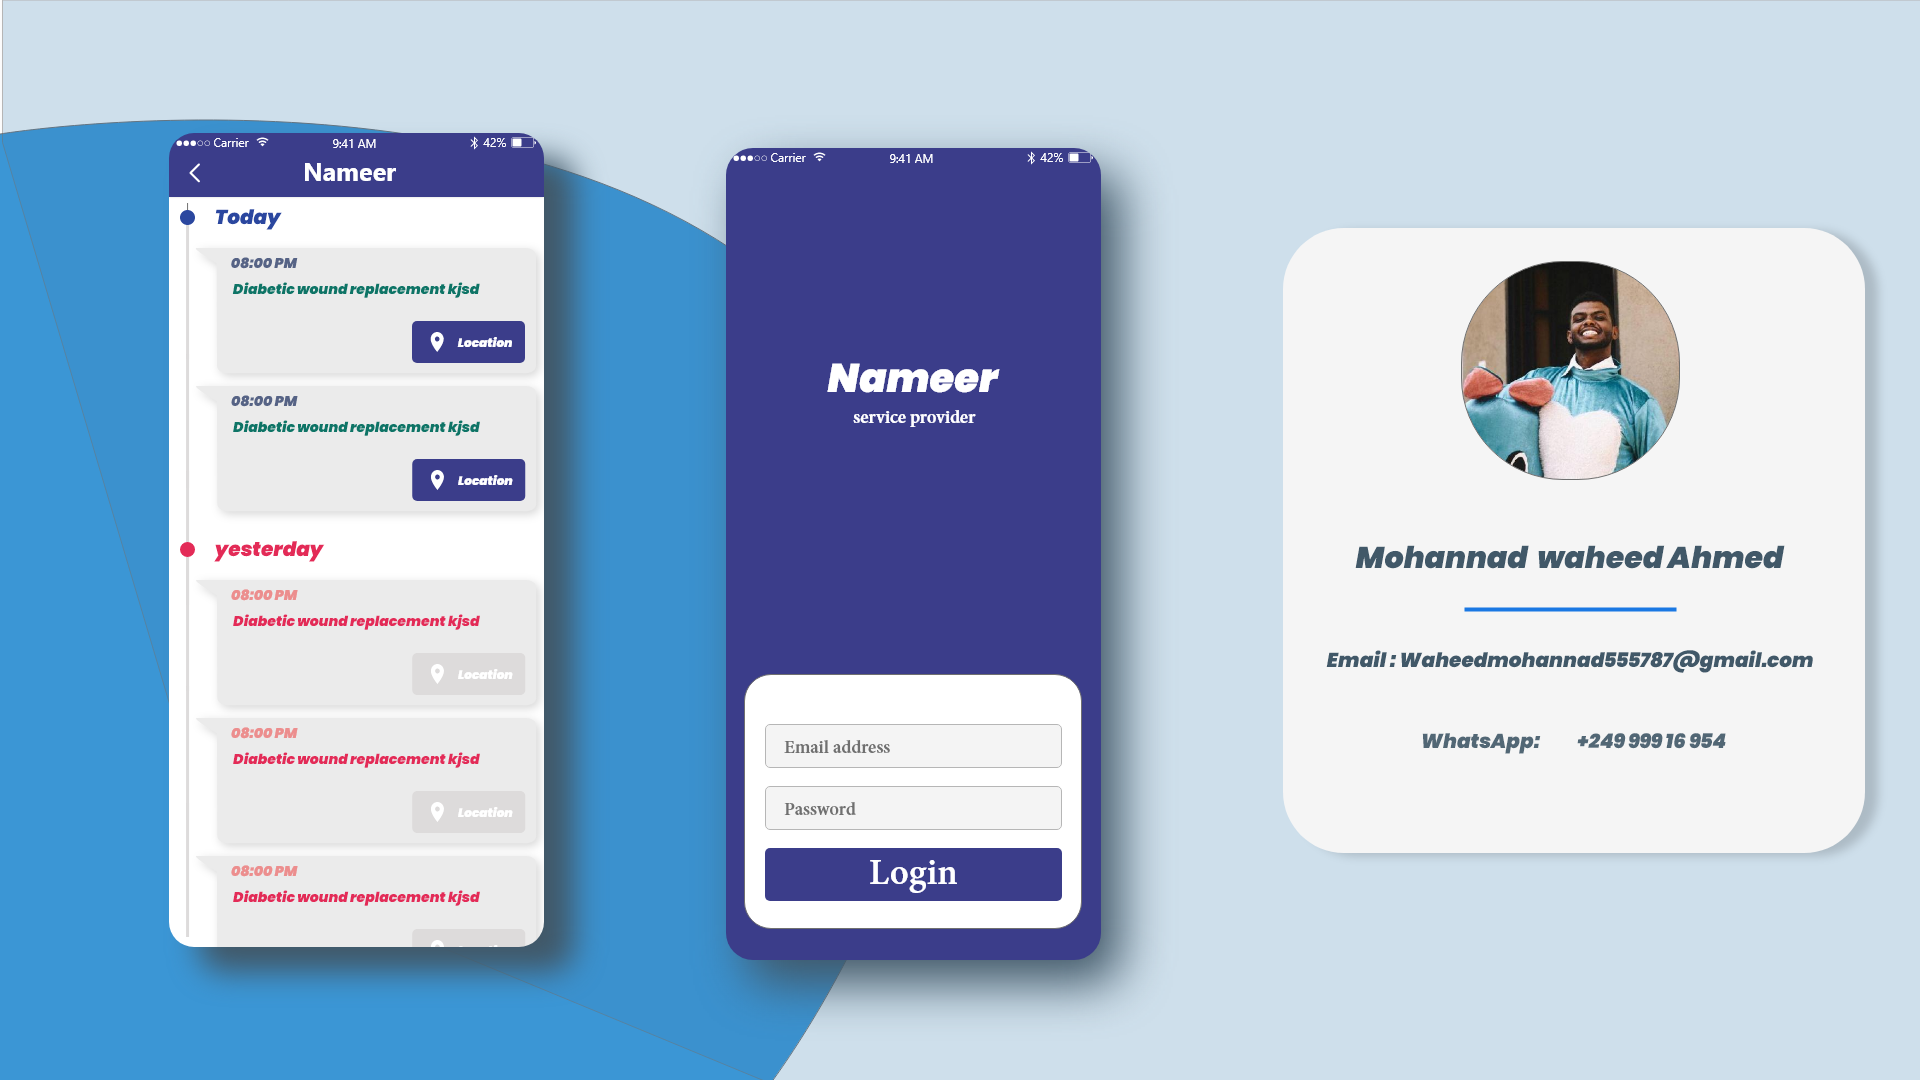 Carrier 9:41 AM 42%
Nameer
Today
08:00 PM
Diabetic wound replacement kjsd
Location
08:00 PM
Diabetic wound replacement kjsd
Location
yesterday
08:00 PM
Diabetic wound replacement kjsd
Location
08:00 PM
Diabetic wound replacement kjsd
Location
08:00 PM
Diabetic wound replacement kjsd
Carrier 9:41 AM 42%
Nameer
service provider
Email address
Password
Login
Mohannad waheed Ahmed
Email : Waheedmohannad555787@gmail.com
WhatsApp: +249 999 16 954